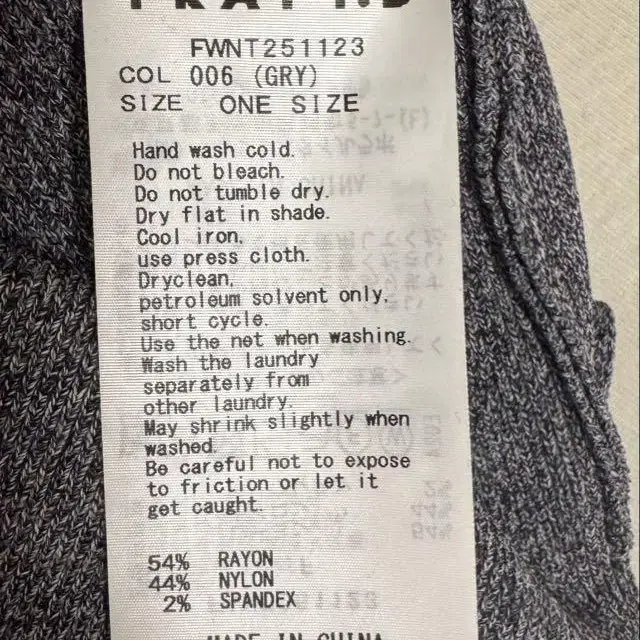 FWNT251123
COL 006 (GRY)
SIZE ONE SIZE
Hand wash cold.
Do not bleach.
Do not tumble dry.
Dry flat in shade.
Cool iron,
use press cloth.
Dryclean,
petroleum solvent only,
short cycle.
Use the net when washing.
Wash the laundry
separately from
other laundry.
May shrink slightly when
washed.
Be careful not to expose
to friction or let it
get caught.
54% RAYON
44% NYLON
2% SPANDEX
MADE IN CHINA